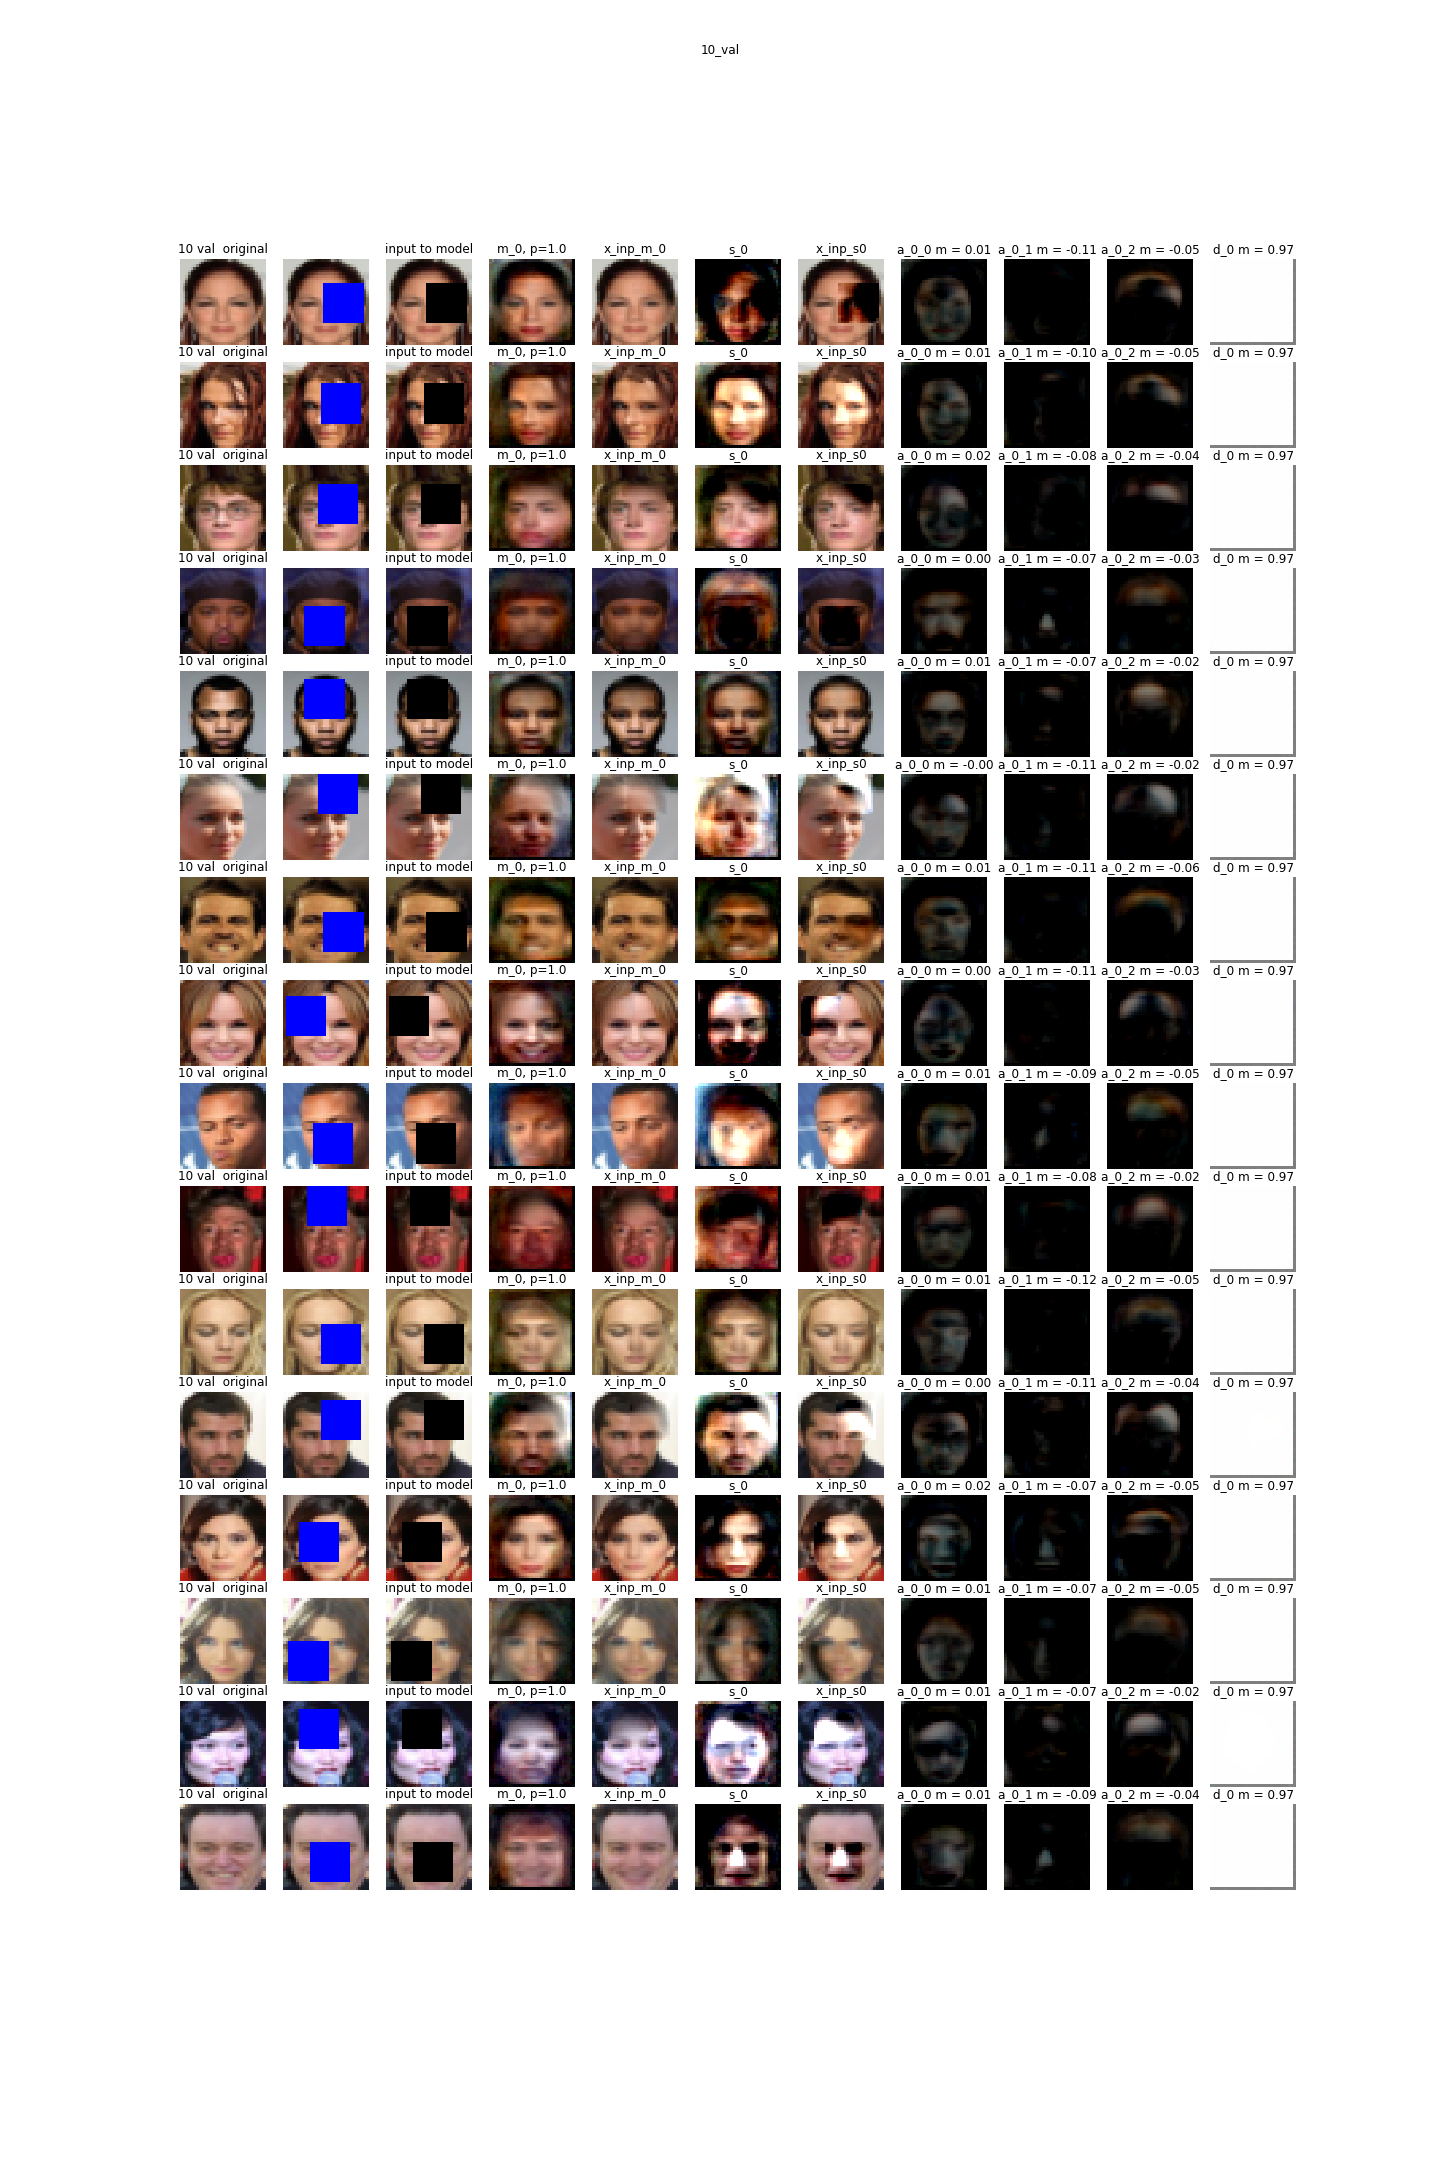 10_val
10 val  original input to model m_0, p=1.0 x_inp_m_0 s_0 x_inp_s0 a_0_0 m = 0.01 a_0_1 m = -0.11 a_0_2 m = -0.05 d_0 m = 0.97
10 val  original input to model m_0, p=1.0 x_inp_m_0 s_0 x_inp_s0 a_0_0 m = 0.01 a_0_1 m = -0.10 a_0_2 m = -0.05 d_0 m = 0.97
10 val  original input to model m_0, p=1.0 x_inp_m_0 s_0 x_inp_s0 a_0_0 m = 0.02 a_0_1 m = -0.08 a_0_2 m = -0.04 d_0 m = 0.97
10 val  original input to model m_0, p=1.0 x_inp_m_0 s_0 x_inp_s0 a_0_0 m = 0.00 a_0_1 m = -0.07 a_0_2 m = -0.03 d_0 m = 0.97
10 val  original input to model m_0, p=1.0 x_inp_m_0 s_0 x_inp_s0 a_0_0 m = 0.01 a_0_1 m = -0.07 a_0_2 m = -0.02 d_0 m = 0.97
10 val  original input to model m_0, p=1.0 x_inp_m_0 s_0 x_inp_s0 a_0_0 m = -0.00 a_0_1 m = -0.11 a_0_2 m = -0.02 d_0 m = 0.97
10 val  original input to model m_0, p=1.0 x_inp_m_0 s_0 x_inp_s0 a_0_0 m = 0.01 a_0_1 m = -0.11 a_0_2 m = -0.06 d_0 m = 0.97
10 val  original input to model m_0, p=1.0 x_inp_m_0 s_0 x_inp_s0 a_0_0 m = 0.00 a_0_1 m = -0.11 a_0_2 m = -0.03 d_0 m = 0.97
10 val  original input to model m_0, p=1.0 x_inp_m_0 s_0 x_inp_s0 a_0_0 m = 0.01 a_0_1 m = -0.09 a_0_2 m = -0.05 d_0 m = 0.97
10 val  original input to model m_0, p=1.0 x_inp_m_0 s_0 x_inp_s0 a_0_0 m = 0.01 a_0_1 m = -0.08 a_0_2 m = -0.02 d_0 m = 0.97
10 val  original input to model m_0, p=1.0 x_inp_m_0 s_0 x_inp_s0 a_0_0 m = 0.01 a_0_1 m = -0.12 a_0_2 m = -0.05 d_0 m = 0.97
10 val  original input to model m_0, p=1.0 x_inp_m_0 s_0 x_inp_s0 a_0_0 m = 0.00 a_0_1 m = -0.11 a_0_2 m = -0.04 d_0 m = 0.97
10 val  original input to model m_0, p=1.0 x_inp_m_0 s_0 x_inp_s0 a_0_0 m = 0.02 a_0_1 m = -0.07 a_0_2 m = -0.05 d_0 m = 0.97
10 val  original input to model m_0, p=1.0 x_inp_m_0 s_0 x_inp_s0 a_0_0 m = 0.01 a_0_1 m = -0.07 a_0_2 m = -0.05 d_0 m = 0.97
10 val  original input to model m_0, p=1.0 x_inp_m_0 s_0 x_inp_s0 a_0_0 m = 0.01 a_0_1 m = -0.07 a_0_2 m = -0.02 d_0 m = 0.97
10 val  original input to model m_0, p=1.0 x_inp_m_0 s_0 x_inp_s0 a_0_0 m = 0.01 a_0_1 m = -0.09 a_0_2 m = -0.04 d_0 m = 0.97